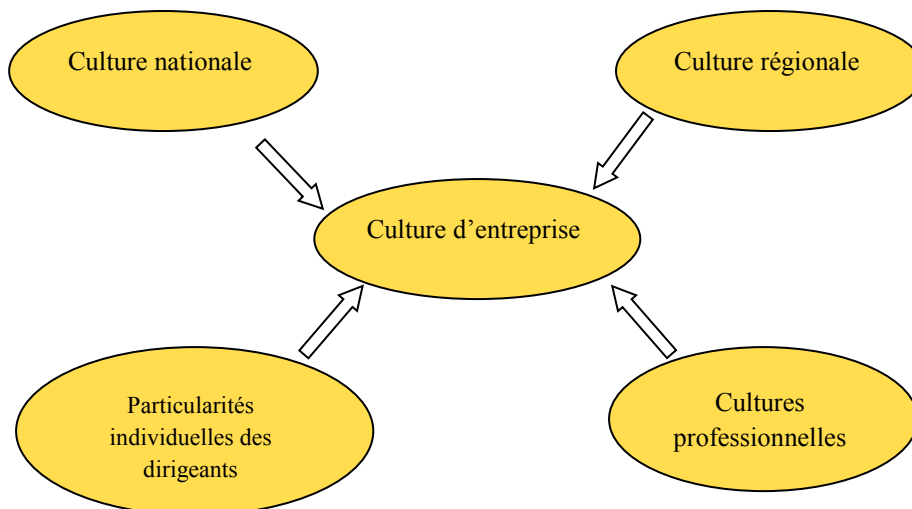 Culture nationale
Culture régionale
Culture d’entreprise
Particularités
individuelles des
dirigeants
Cultures
professionnelles